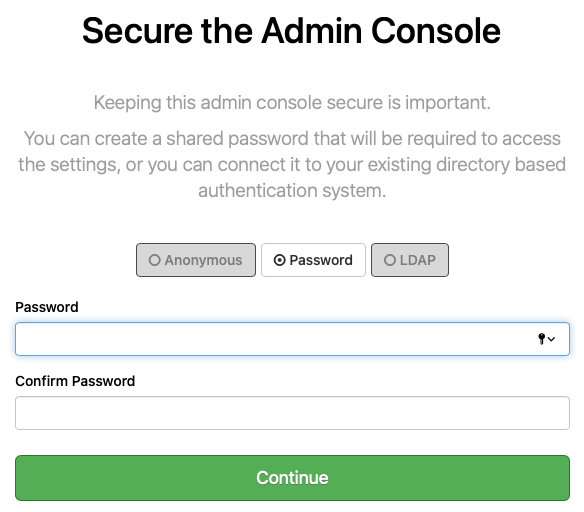 Secure the Admin Console
Keeping this admin console secure is important.
You can create a shared password that will be required to access
the settings, or you can connect it to your existing directory based
authentication system.
Anonymous Password LDAP
Password
Confirm Password
Continue